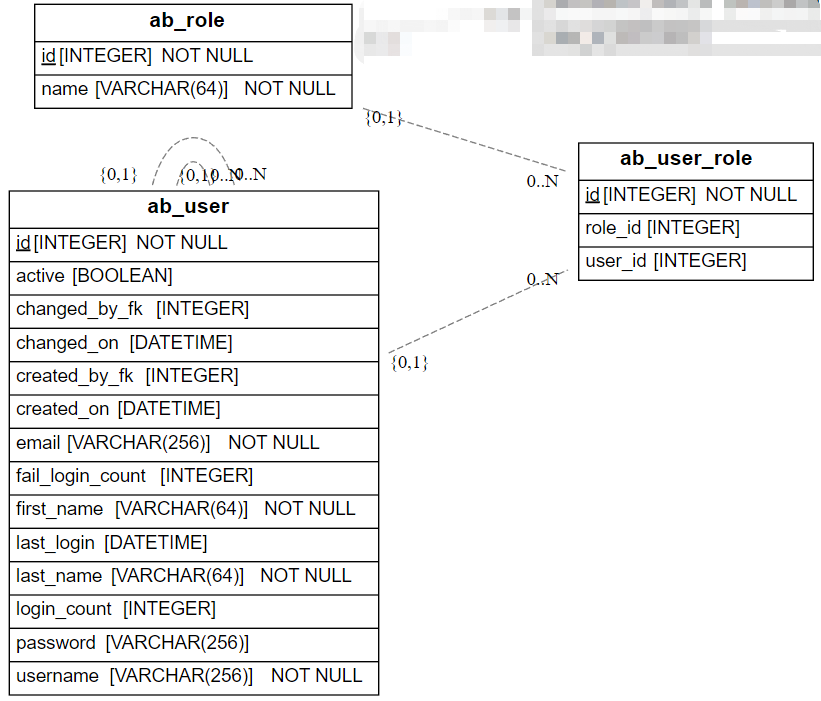 ab_role
id [INTEGER] NOT NULL
name [VARCHAR(64)] NOT NULL
{0,1}
0..N
ab_user_role
id [INTEGER] NOT NULL
role_id [INTEGER]
user_id [INTEGER]
0..N
{0,1}
{0,1}
{0,1}
0..N
0..N
ab_user
id [INTEGER] NOT NULL
active [BOOLEAN]
changed_by_fk [INTEGER]
changed_on [DATETIME]
created_by_fk [INTEGER]
created_on [DATETIME]
email [VARCHAR(256)] NOT NULL
fail_login_count [INTEGER]
first_name [VARCHAR(64)] NOT NULL
last_login [DATETIME]
last_name [VARCHAR(64)] NOT NULL
login_count [INTEGER]
password [VARCHAR(256)]
username [VARCHAR(256)] NOT NULL